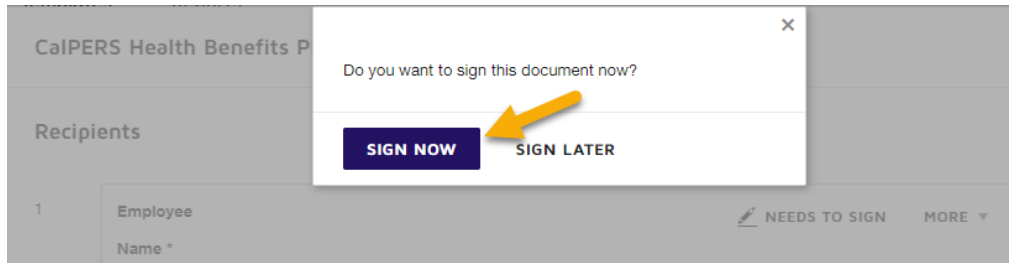 CalPERS Health Benefits P
×
Do you want to sign this document now?
Recipients
SIGN NOW SIGN LATER
1
Employee
NEEDS TO SIGN MORE
Name *